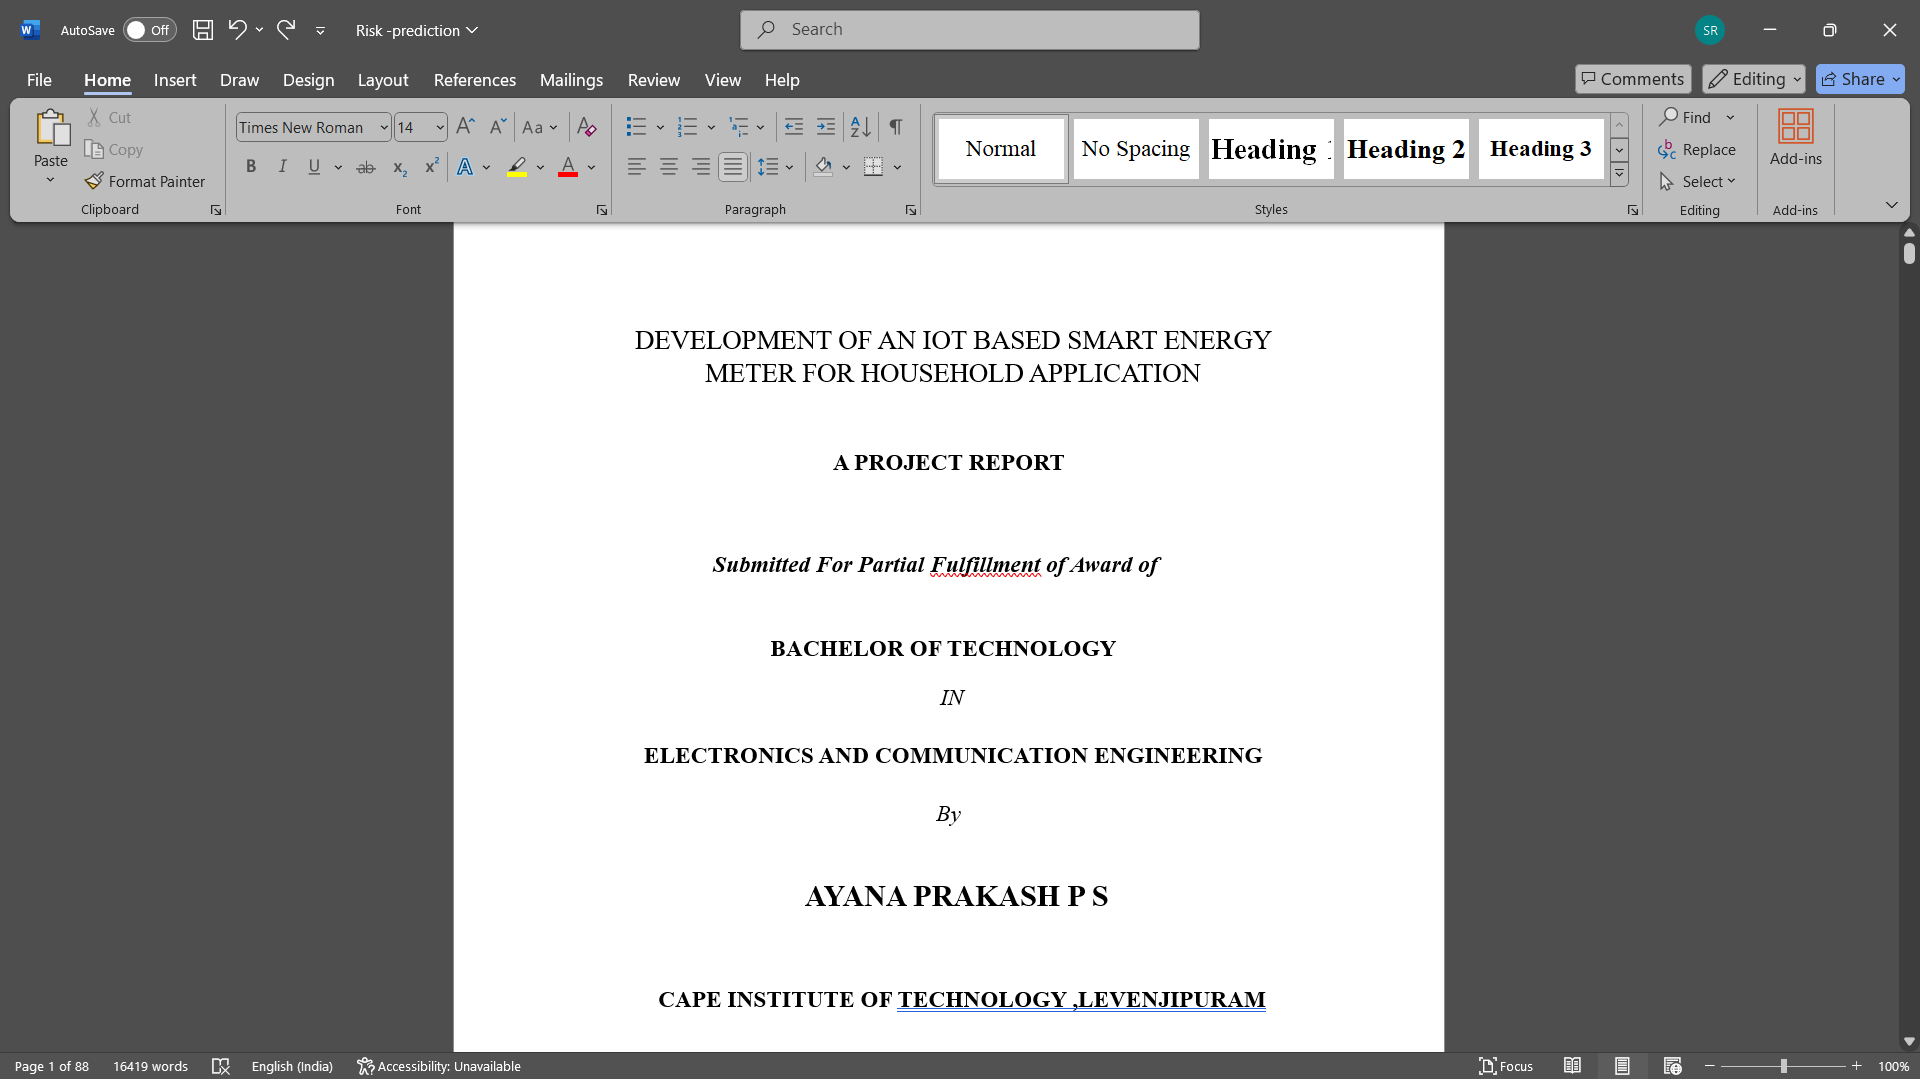 AutoSave Off Risk -prediction Search SR
File Home Insert Draw Design Layout References Mailings Review View Help Comments Editing Share
Paste Cut Copy Format Painter Clipboard
Times New Roman 14 Aa Font
Paragraph
Normal No Spacing Heading 1 Heading 2 Heading 3 Styles
Find Replace Select Editing
Add-ins Add-ins
DEVELOPMENT OF AN IOT BASED SMART ENERGY
METER FOR HOUSEHOLD APPLICATION
A PROJECT REPORT
Submitted For Partial Fulfillment of Award of
BACHELOR OF TECHNOLOGY
IN
ELECTRONICS AND COMMUNICATION ENGINEERING
By
AYANA PRAKASH P S
CAPE INSTITUTE OF TECHNOLOGY ,LEVENJIPURAM
Page 1 of 88 16419 words English (India) Accessibility: Unavailable Focus 100%